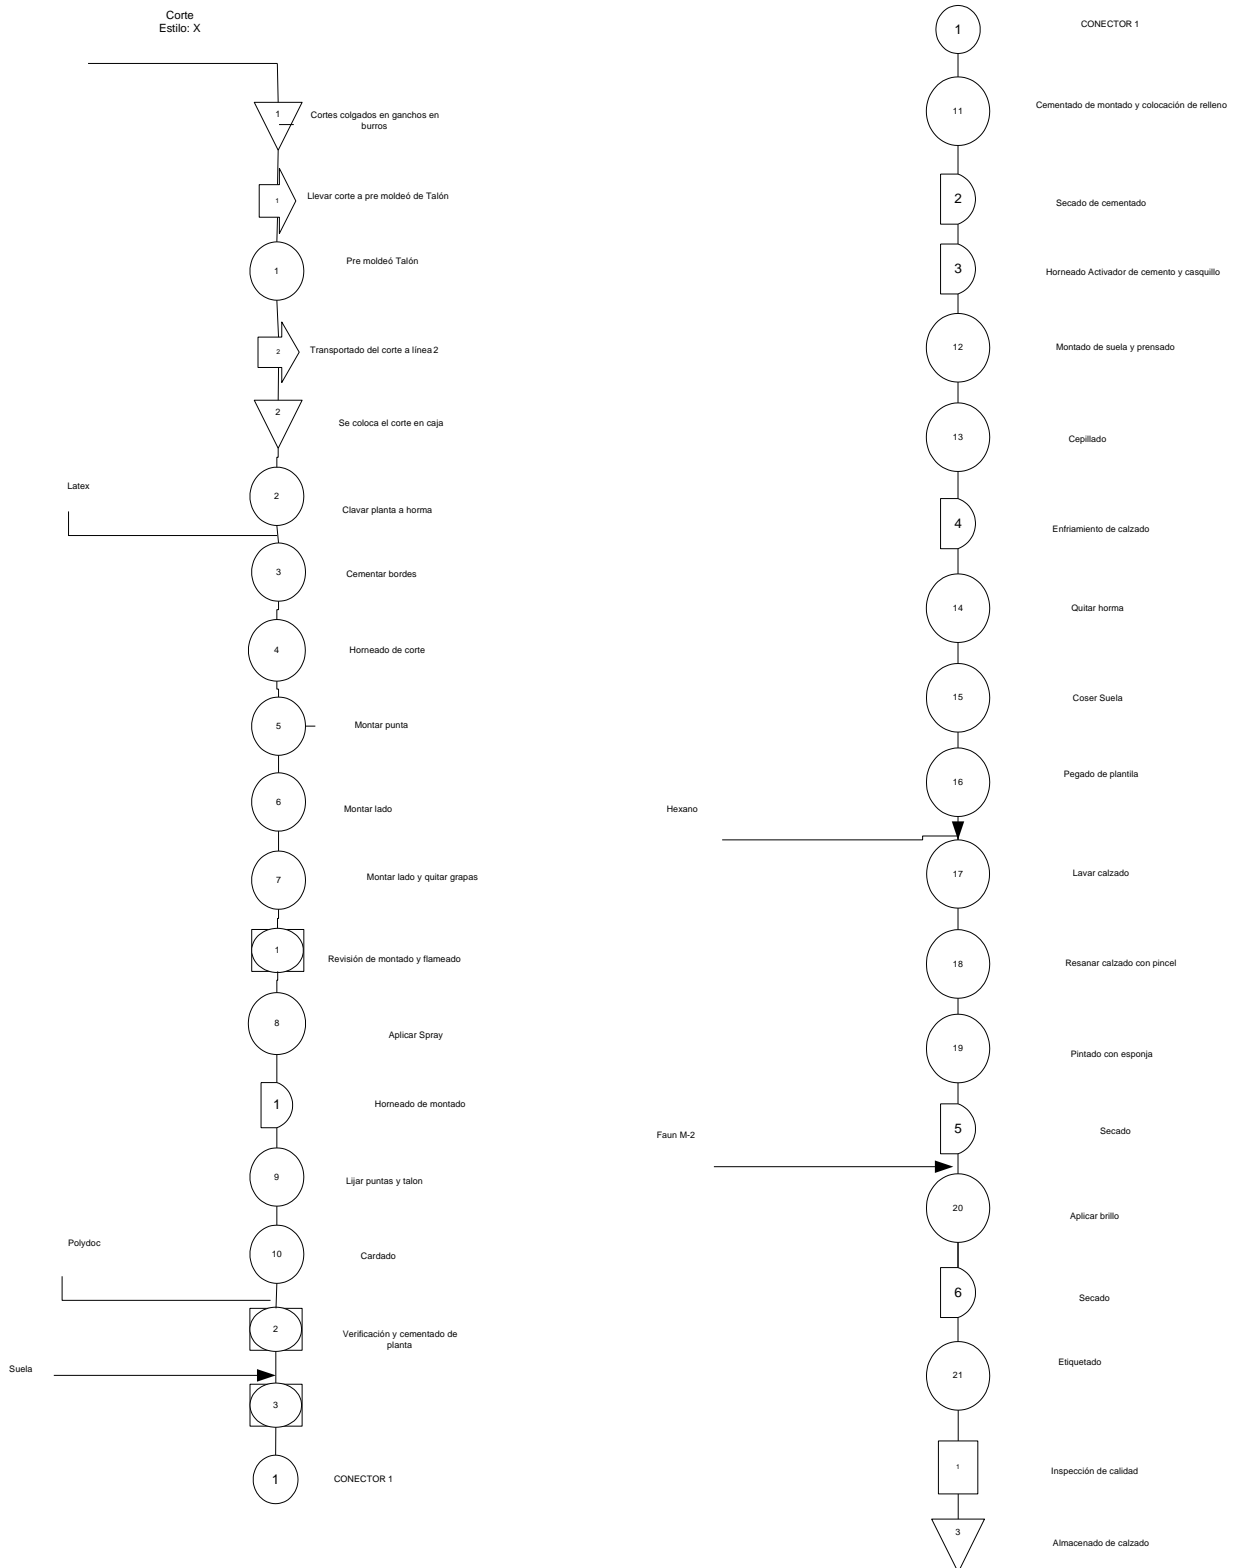 Corte
Estilo: X
1
Cortes colgados en ganchos en
burros
1
Llevar corte a pre moldeó de Talón
1
Pre moldeó Talón
2
Transportado del corte a línea 2
2
Se coloca el corte en caja
Latex
2
Clavar planta a horma
3
Cementar bordes
4
Horneado de corte
5
Montar punta
6
Montar lado
7
Montar lado y quitar grapas
1
Revisión de montado y flameado
8
Aplicar Spray
1
Horneado de montado
9
Lijar puntas y talon
Polydoc
10
Cardado
2
Verificación y cementado de
planta
Suela
3
1
CONECTOR 1
1
CONECTOR 1
11
Cementado de montado y colocación de relleno
2
Secado de cementado
3
Horneado Activador de cemento y casquillo
12
Montado de suela y prensado
13
Cepillado
4
Enfriamiento de calzado
14
Quitar horma
15
Coser Suela
16
Pegado de plantila
Hexano
17
Lavar calzado
18
Resanar calzado con pincel
19
Pintado con esponja
5
Secado
Faun M-2
20
Aplicar brillo
6
Secado
21
Etiquetado
1
Inspección de calidad
3
Almacenado de calzado